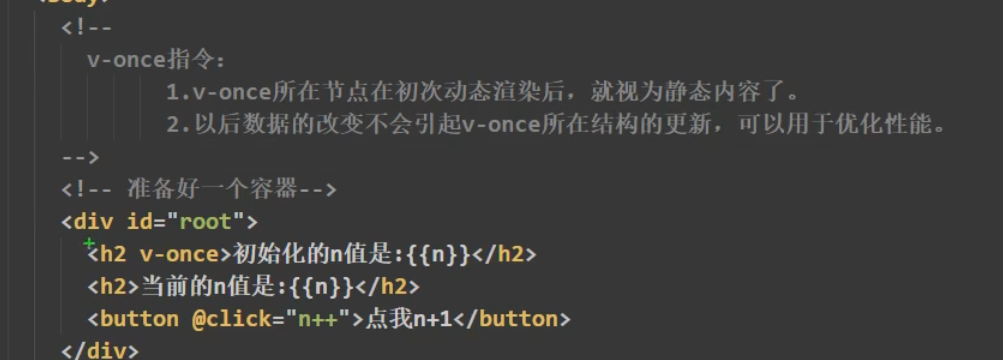 <body>
<!--
v-once指令:
1.v-once所在节点在初次动态渲染后，就视为静态内容了。
2.以后数据的改变不会引起v-once所在结构的更新，可以用于优化性能。
-->
<!-- 准备好一个容器-->
<div id="root">
<h2 v-once>初始化的n值是:{{n}}</h2>
<h2>当前的n值是:{{n}}</h2>
<button @click="n++">点我n+1</button>
</div>